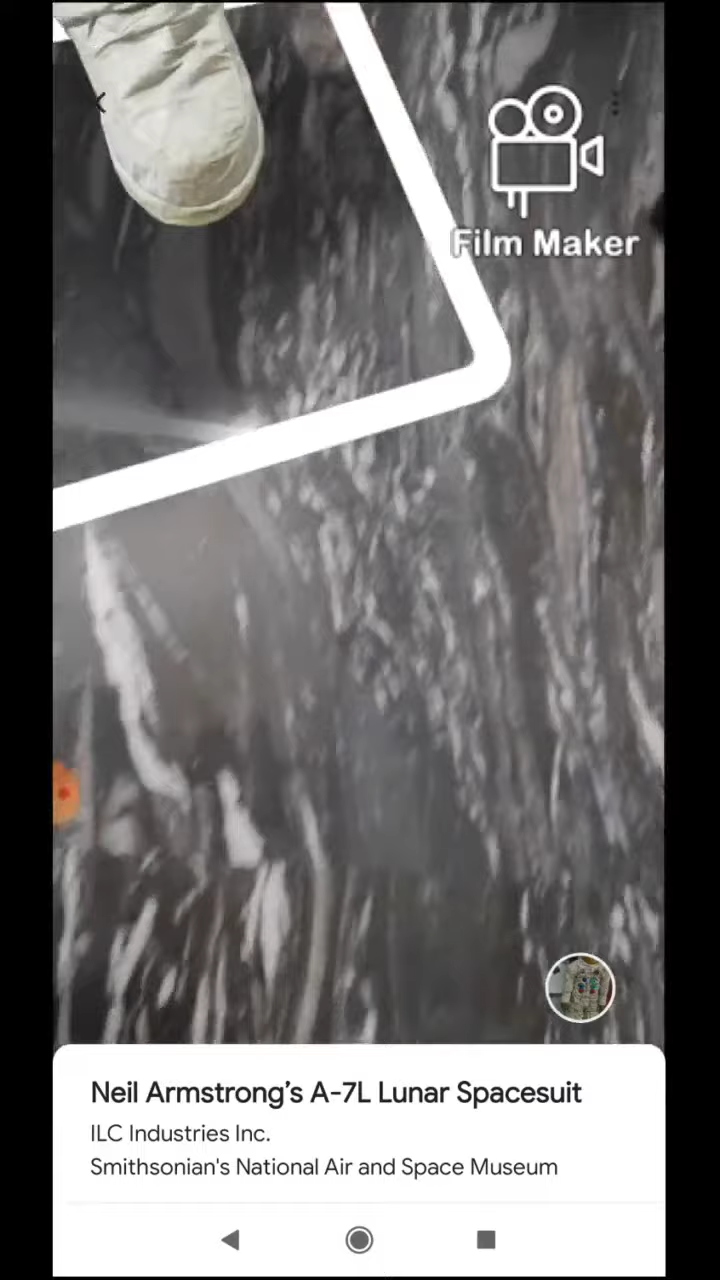 Film Maker
Neil Armstrong’s A-7L Lunar Spacesuit
ILC Industries Inc.
Smithsonian's National Air and Space Museum